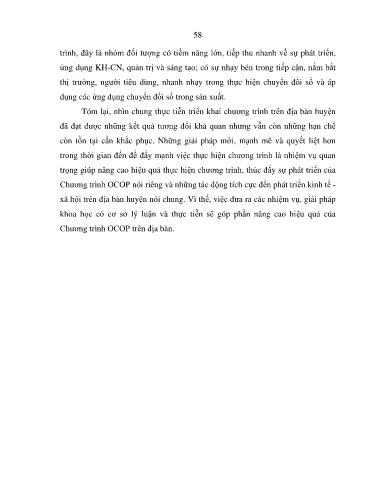 58
trình, đây là nhóm đối tượng có tiềm năng lớn, tiếp thu nhanh về sự phát triển,
ứng dụng KH-CN, quản trị và sáng tạo; có sự nhạy bén trong tiếp cận, nắm bắt
thị trường, người tiêu dùng, nhanh nhạy trong thực hiện chuyển đổi số và áp
dụng các ứng dụng chuyển đổi số trong sản xuất.
Tóm lại, nhìn chung thực tiễn triển khai chương trình trên địa bàn huyện
đã đạt được những kết quả tương đối khả quan nhưng vẫn còn những hạn chế
còn tồn tại cần khắc phục. Những giải pháp mới, mạnh mẽ và quyết liệt hơn
trong thời gian đến để đẩy mạnh việc thực hiện chương trình là nhiệm vụ quan
trọng giúp nâng cao hiệu quả thực hiện chương trình, thúc đẩy sự phát triển của
Chương trình OCOP nói riêng và những tác động tích cực đến phát triển kinh tế -
xã hội trên địa bàn huyện nói chung. Vì thế, việc đưa ra các nhiệm vụ, giải pháp
khoa học có cơ sở lý luận và thực tiễn sẽ góp phần nâng cao hiệu quả của
Chương trình OCOP trên địa bàn.